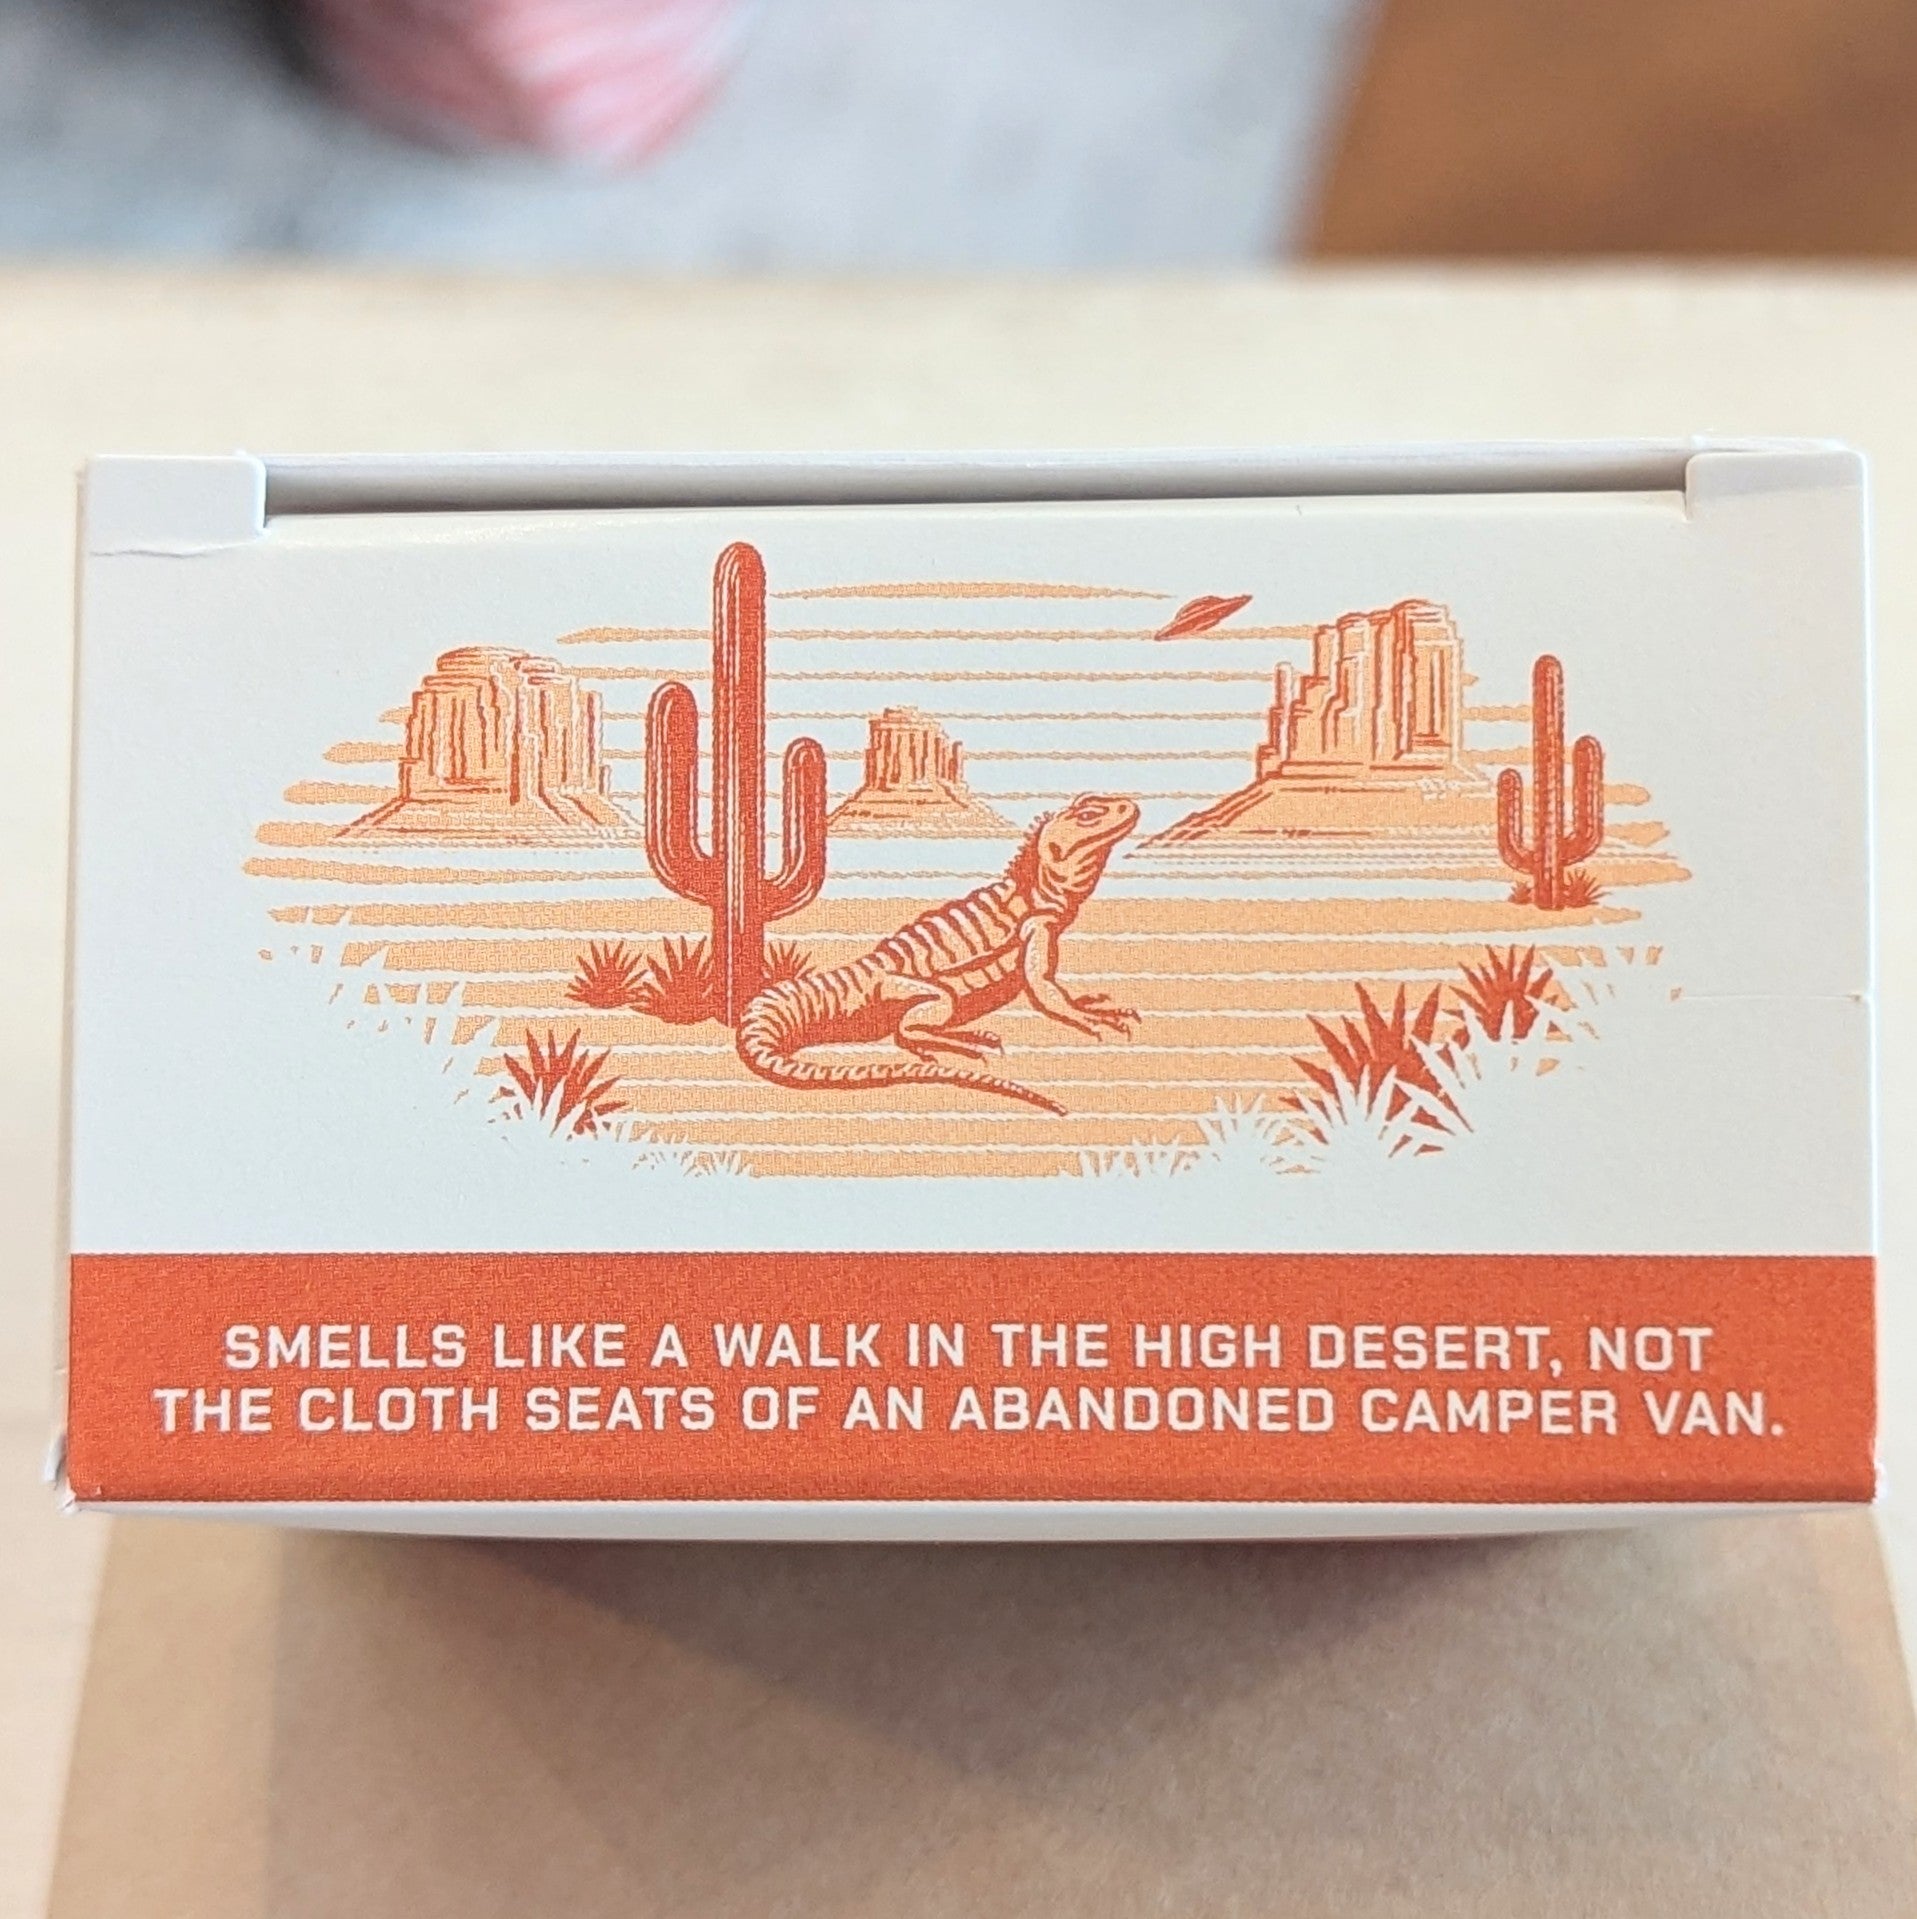 SMELLS LIKE A WALK IN THE HIGH DESERT, NOT
THE CLOTH SEATS OF AN ABANDONED CAMPER VAN.